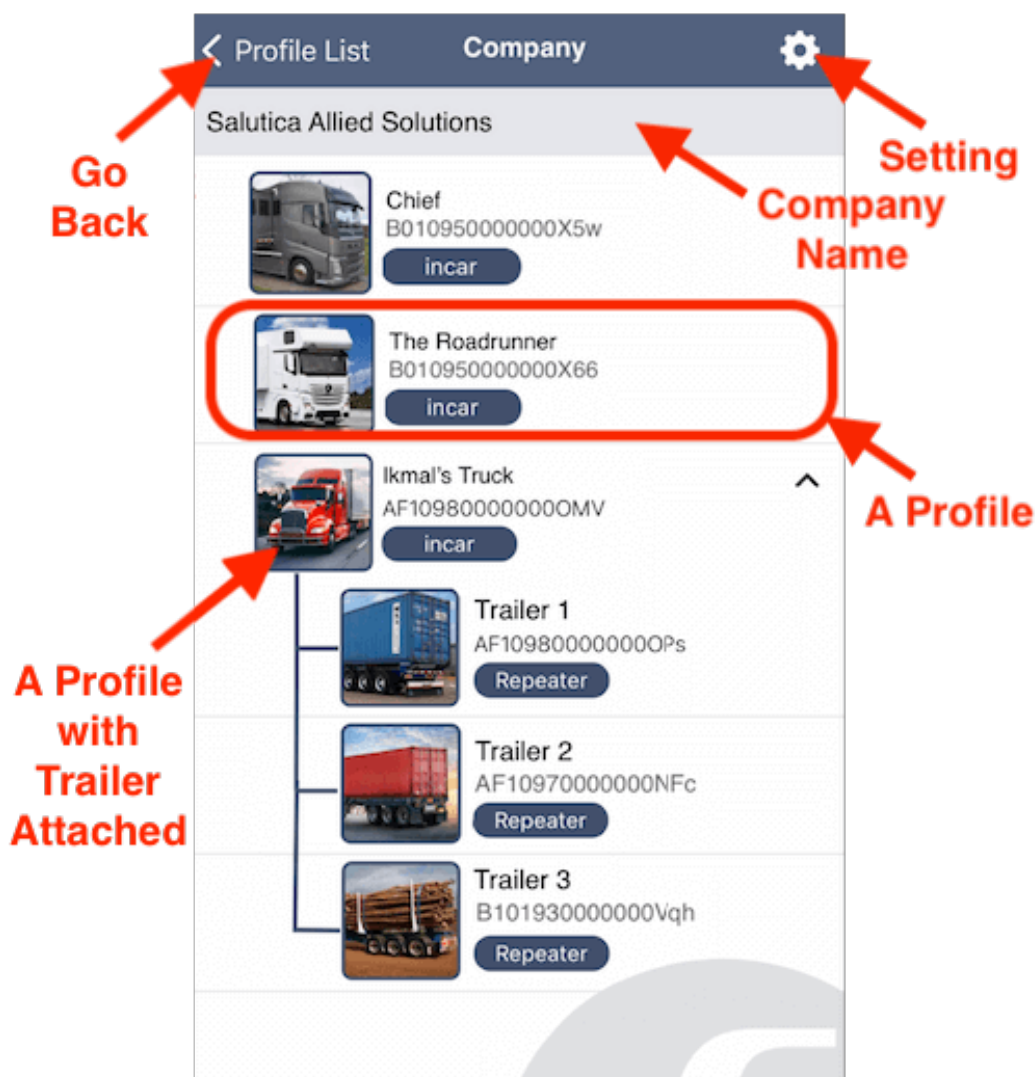 Profile List
Company
Salutica Allied Solutions
Go
Back
Setting
Company
Name
Chief
B010950000000X5w
incar
The Roadrunner
B010950000000X66
incar
A Profile
Ikmal's Truck
AF10980000000OMV
incar
A Profile
with
Trailer
Attached
Trailer 1
AF10980000000OPs
Repeater
Trailer 2
AF10970000000NFc
Repeater
Trailer 3
B101930000000Vqh
Repeater